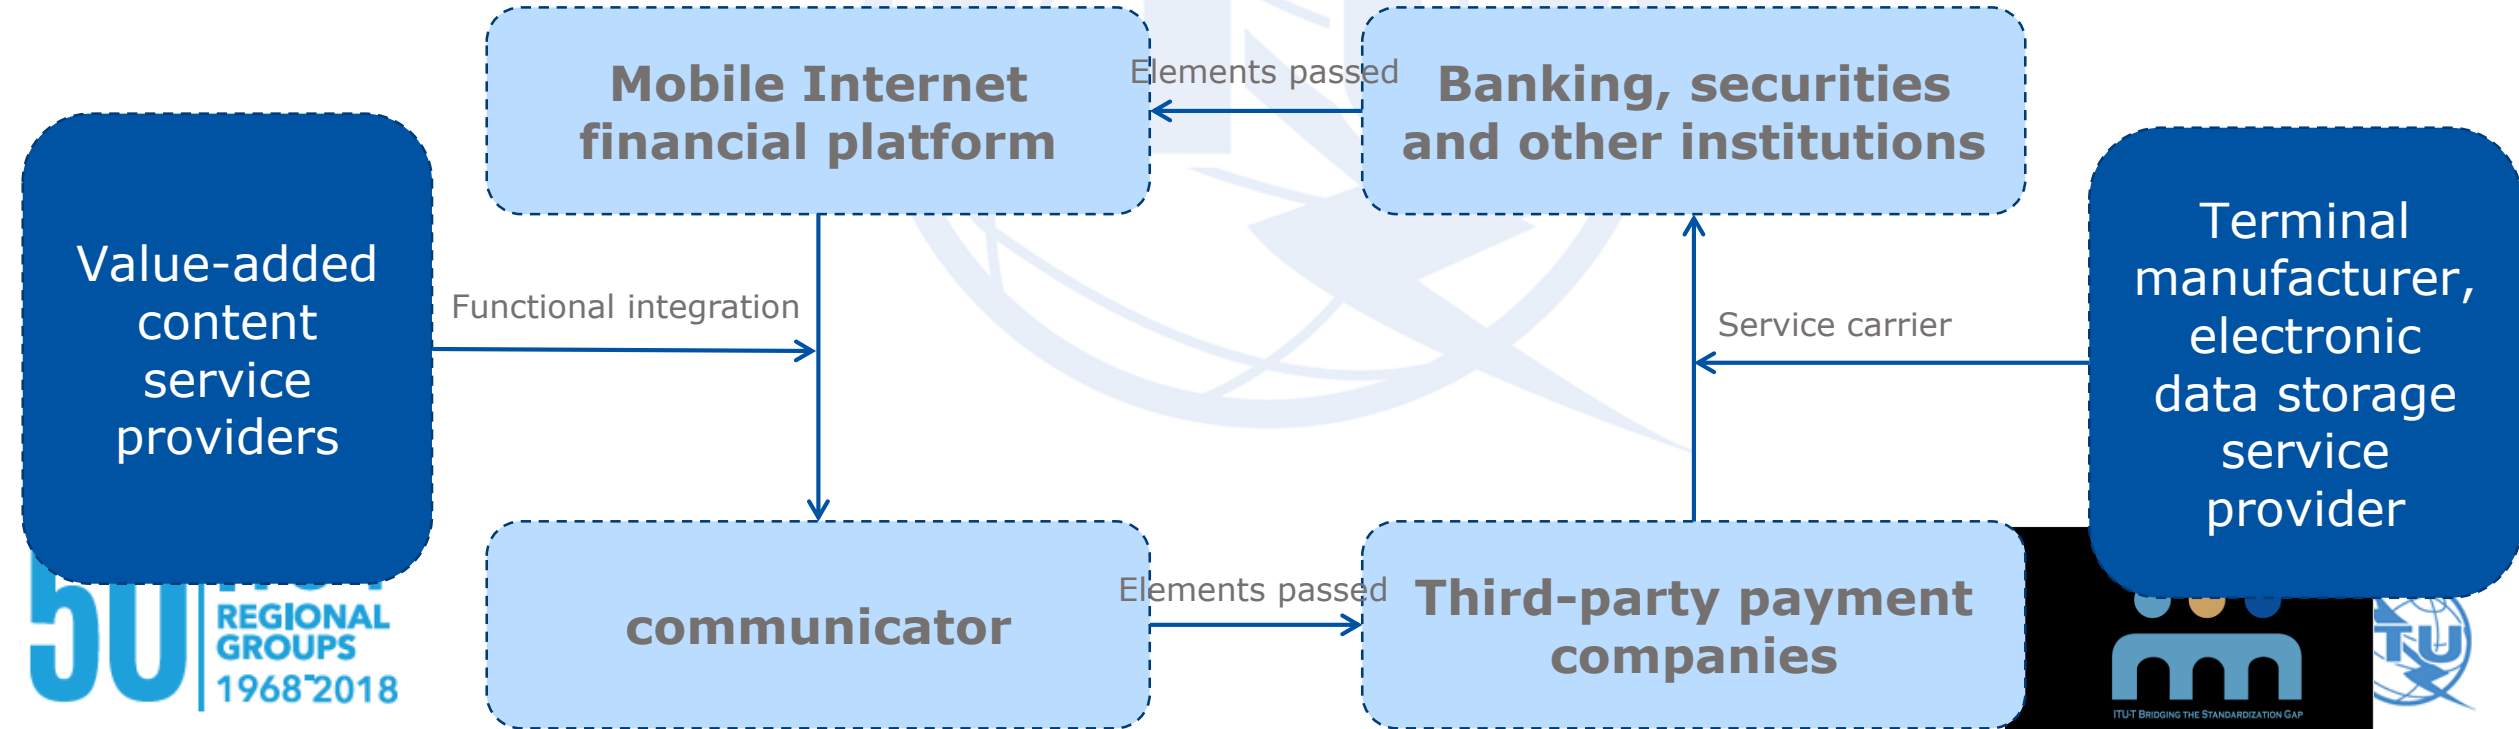 Mobile Internet
financial platform
Elements passed
Banking, securities
and other institutions
Value-added
content
service
providers
Functional integration
Service carrier
Terminal
manufacturer,
electronic
data storage
service
provider
communicator
Elements passed
Third-party payment
companies
50
REGIONAL
GROUPS
1968-2018
ITU-T BRIDGING THE STANDARDIZATION GAP